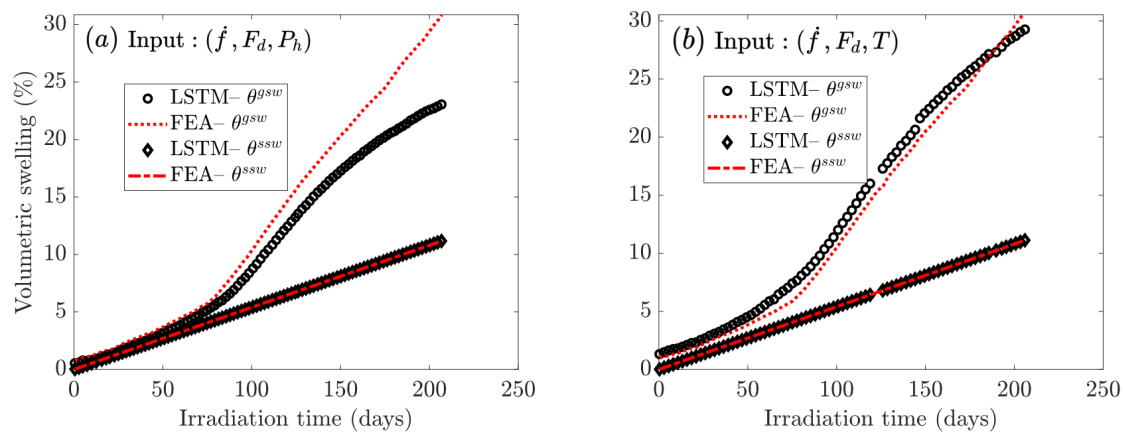 (a) Input : (ḟ, F_d, P_h)
LSTM– θ^{gsw}
FEA– θ^{gsw}
LSTM– θ^{ssw}
FEA– θ^{ssw}
Volumetric swelling (%)
30
25
20
15
10
5
0
0 50 100 150 200 250
Irradiation time (days)
(b) Input : (ḟ, F_d, T)
LSTM– θ^{gsw}
FEA– θ^{gsw}
LSTM– θ^{ssw}
FEA– θ^{ssw}
30
25
20
15
10
5
0
0 50 100 150 200 250
Irradiation time (days)